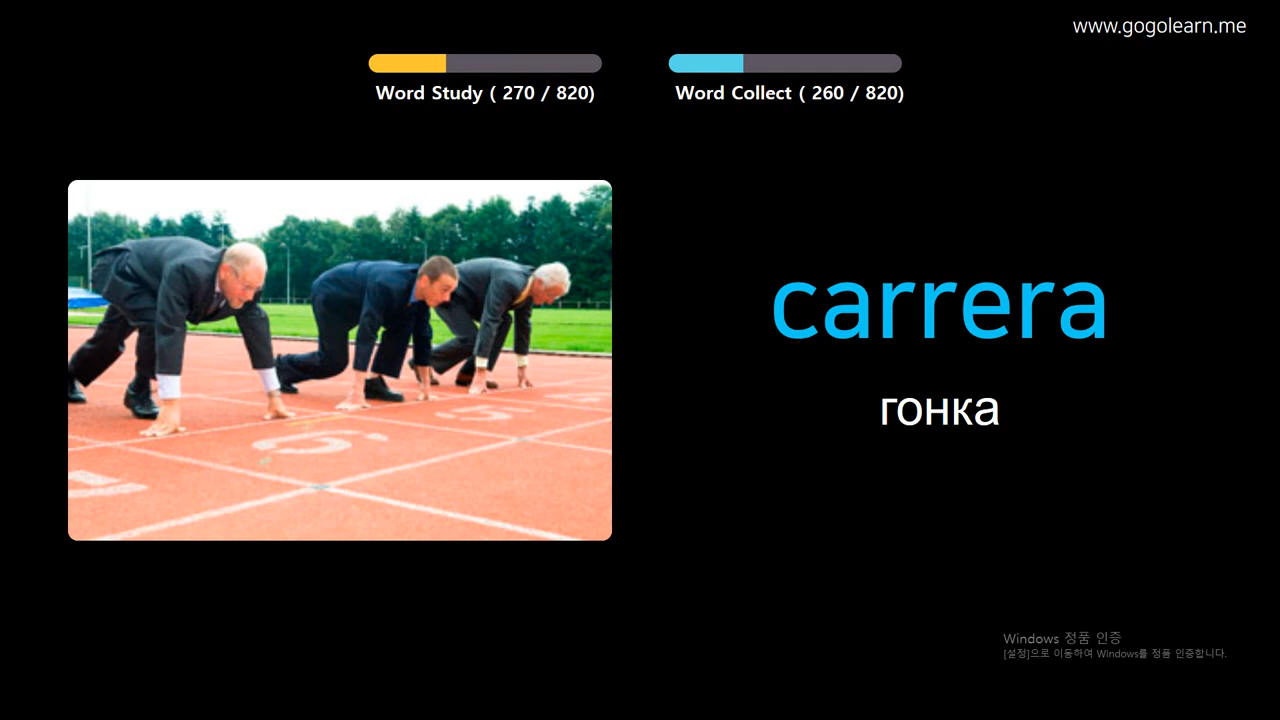 www.gogolearn.me
Word Study ( 270 / 820)
Word Collect ( 260 / 820)
carrera
гонка
5
5
Windows 정품 인증
[설정]으로 이동하여 Windows를 정품 인증합니다.